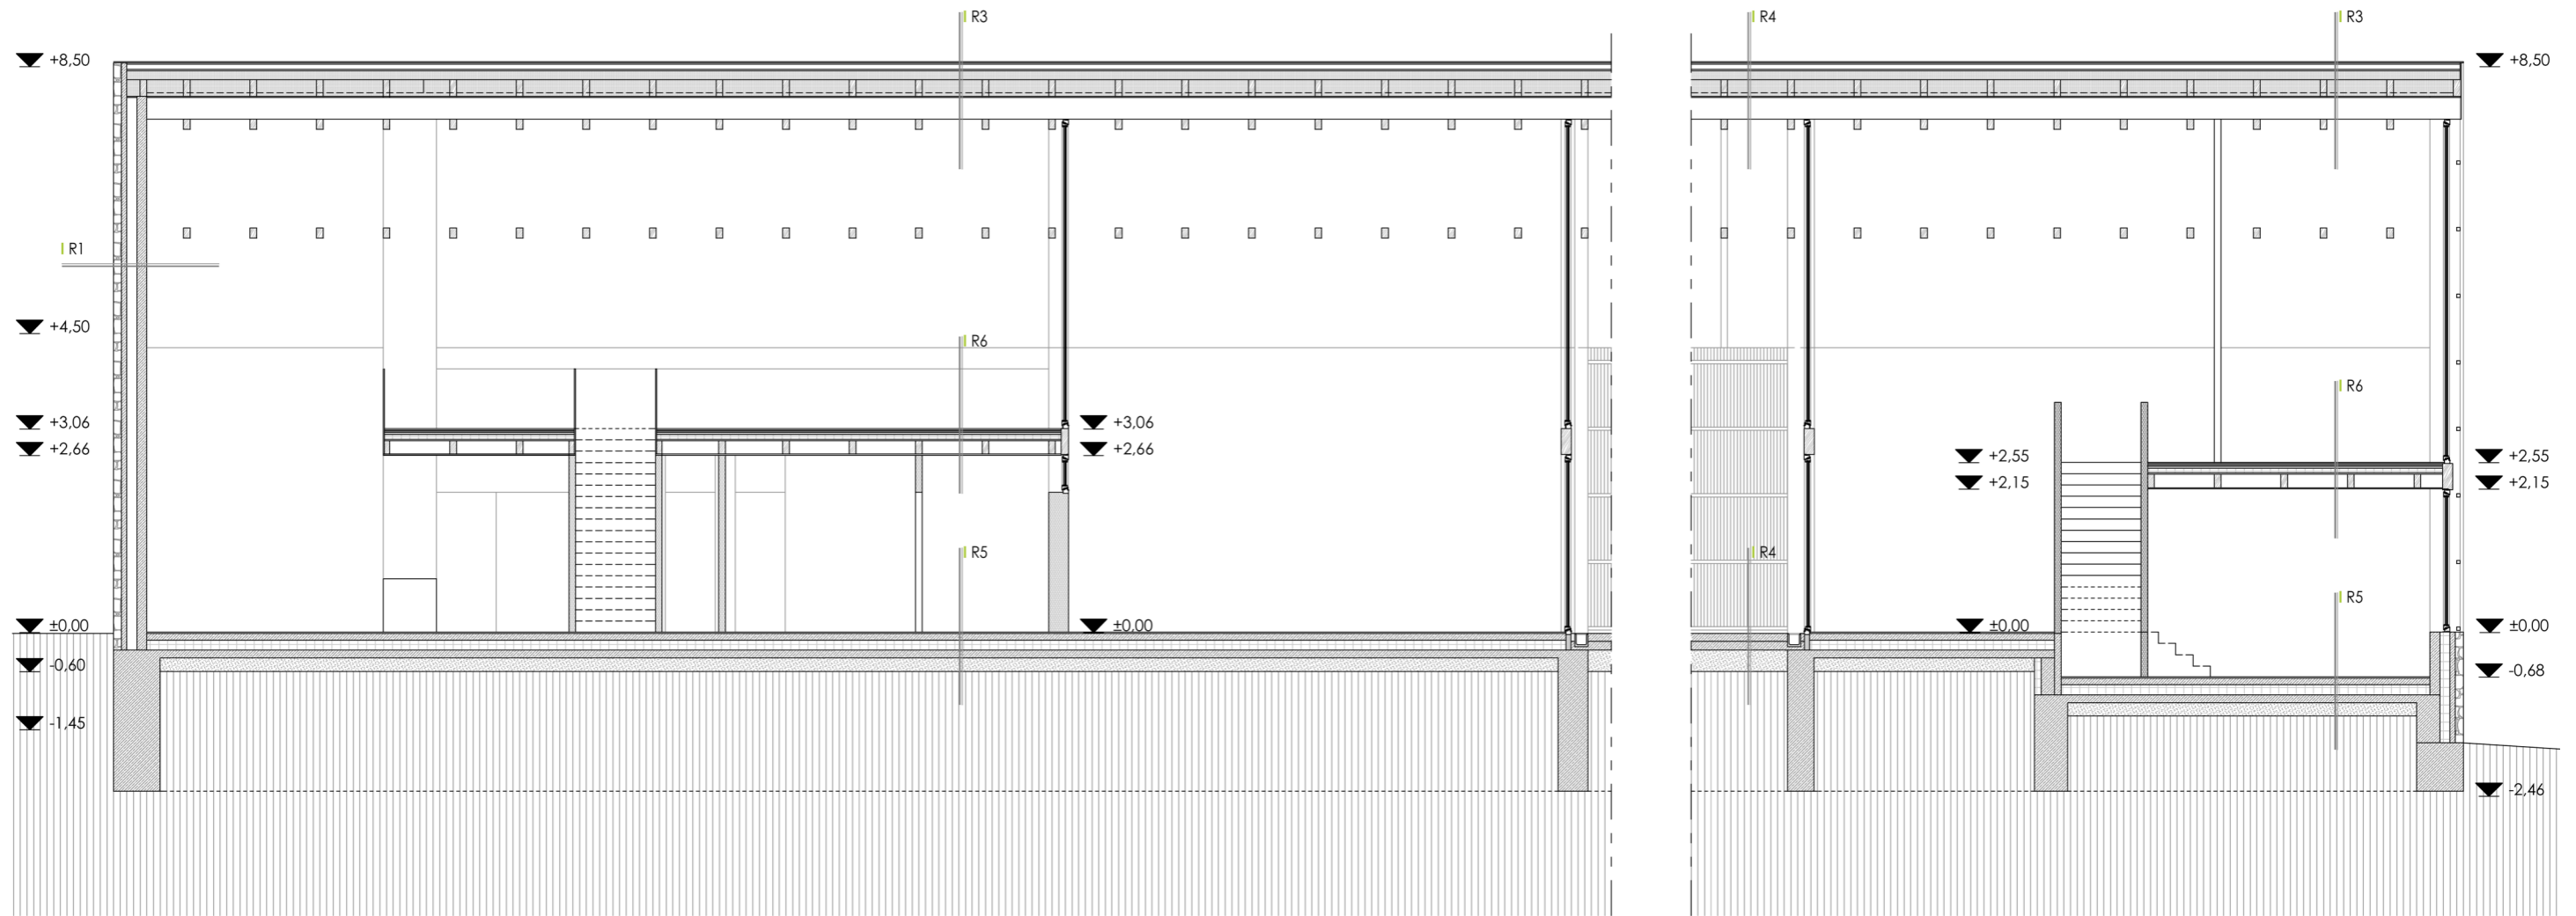 R3
R4
R3
+8,50
+8,50
R1
+4,50
R6
R6
+3,06
+3,06
+2,66
+2,66
+2,55
+2,55
+2,15
+2,15
R5
R4
R5
±0,00
±0,00
±0,00
±0,00
-0,60
-0,68
-1,45
-2,46